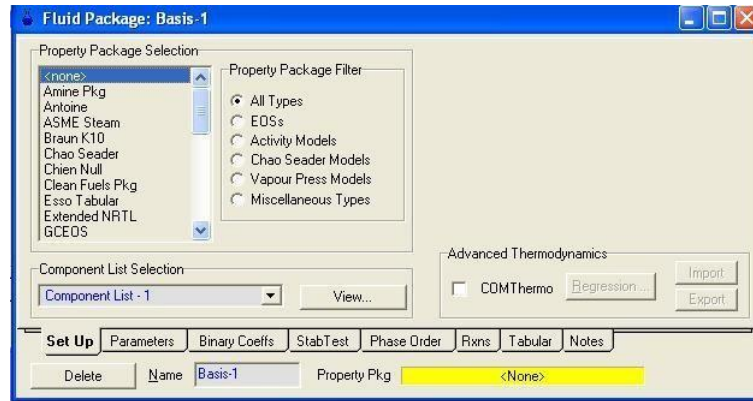 Fluid Package: Basis-1
Property Package Selection
<none>
Amine Pkg
Antoine
ASME Steam
Braun K10
Chao Seader
Chien Null
Clean Fuels Pkg
Esso Tabular
Extended NRTL
GCEOS
Property Package Filter
All Types
EOSs
Activity Models
Chao Seader Models
Vapour Press Models
Miscellaneous Types
Component List Selection
Component List - 1
View...
Advanced Thermodynamics
COMThermo
Regression...
Import
Export
Set Up Parameters Binary Coeffs StabTest Phase Order Rxns Tabular Notes
Delete Name Basis-1 Property Pkg <None>